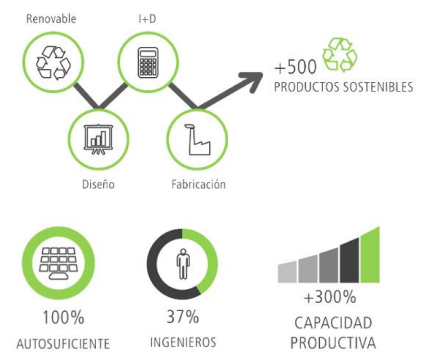 Renovable
I+D
+500
PRODUCTOS SOSTENIBLES
Diseño
Fabricación
100%
AUTOSUFICIENTE
37%
INGENIEROS
+300%
CAPACIDAD
PRODUCTIVA